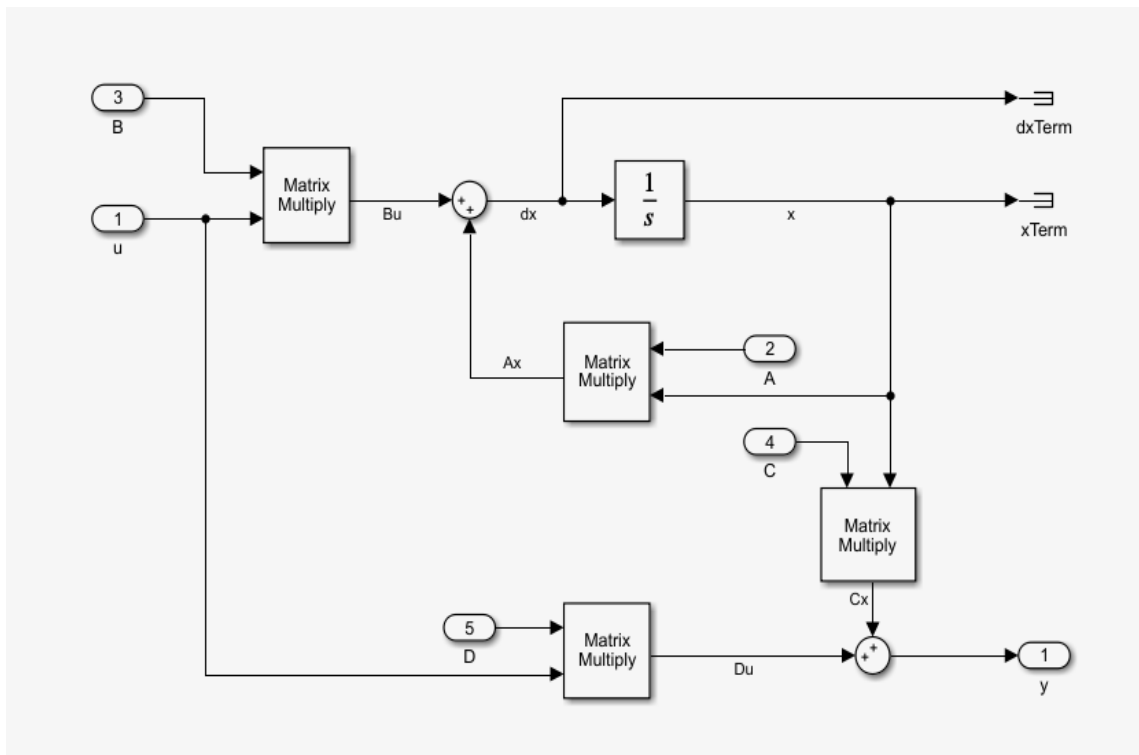 3
B
dxTerm
Matrix
Multiply
1
u
Bu
+
+
dx
1
s
x
xTerm
Ax
Matrix
Multiply
2
A
4
C
Matrix
Multiply
Cx
5
D
Matrix
Multiply
Du
+
+
1
y